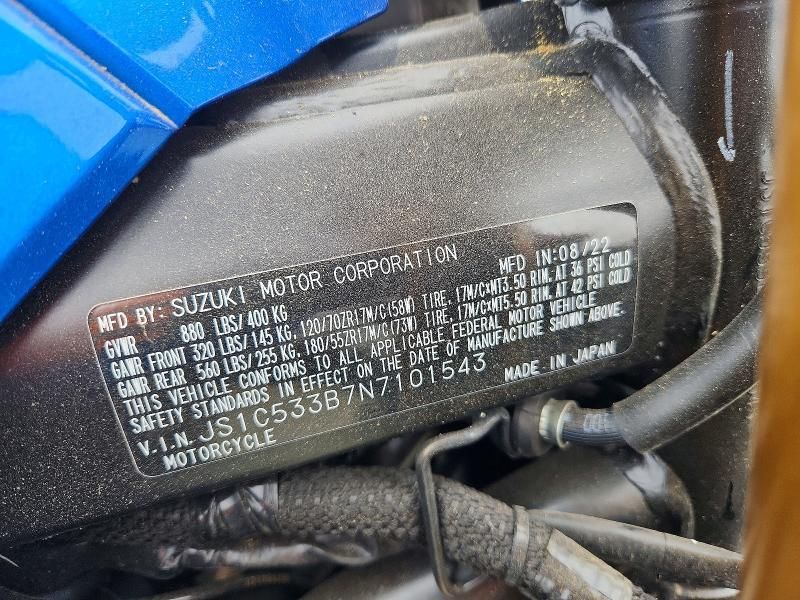 MFD BY: SUZUKI MOTOR CORPORATION MFD IN:08/22
GVWR 880 LBS/400 KG
GAWR FRONT 320 LBS/145 KG, 120/70ZR17M/C(58W) TIRE, 17M/C×MT3.50 RIM, AT 36 PSI COLD
GAWR REAR 560 LBS/255 KG, 180/55ZR17M/C(73W) TIRE, 17M/C×MT5.50 RIM, AT 42 PSI COLD
THIS VEHICLE CONFORMS TO ALL APPLICABLE FEDERAL MOTOR VEHICLE
SAFETY STANDARDS IN EFFECT ON THE DATE OF MANUFACTURE SHOWN ABOVE.
V.I.N. JS1C533B7N7101543
MOTORCYCLE MADE IN JAPAN